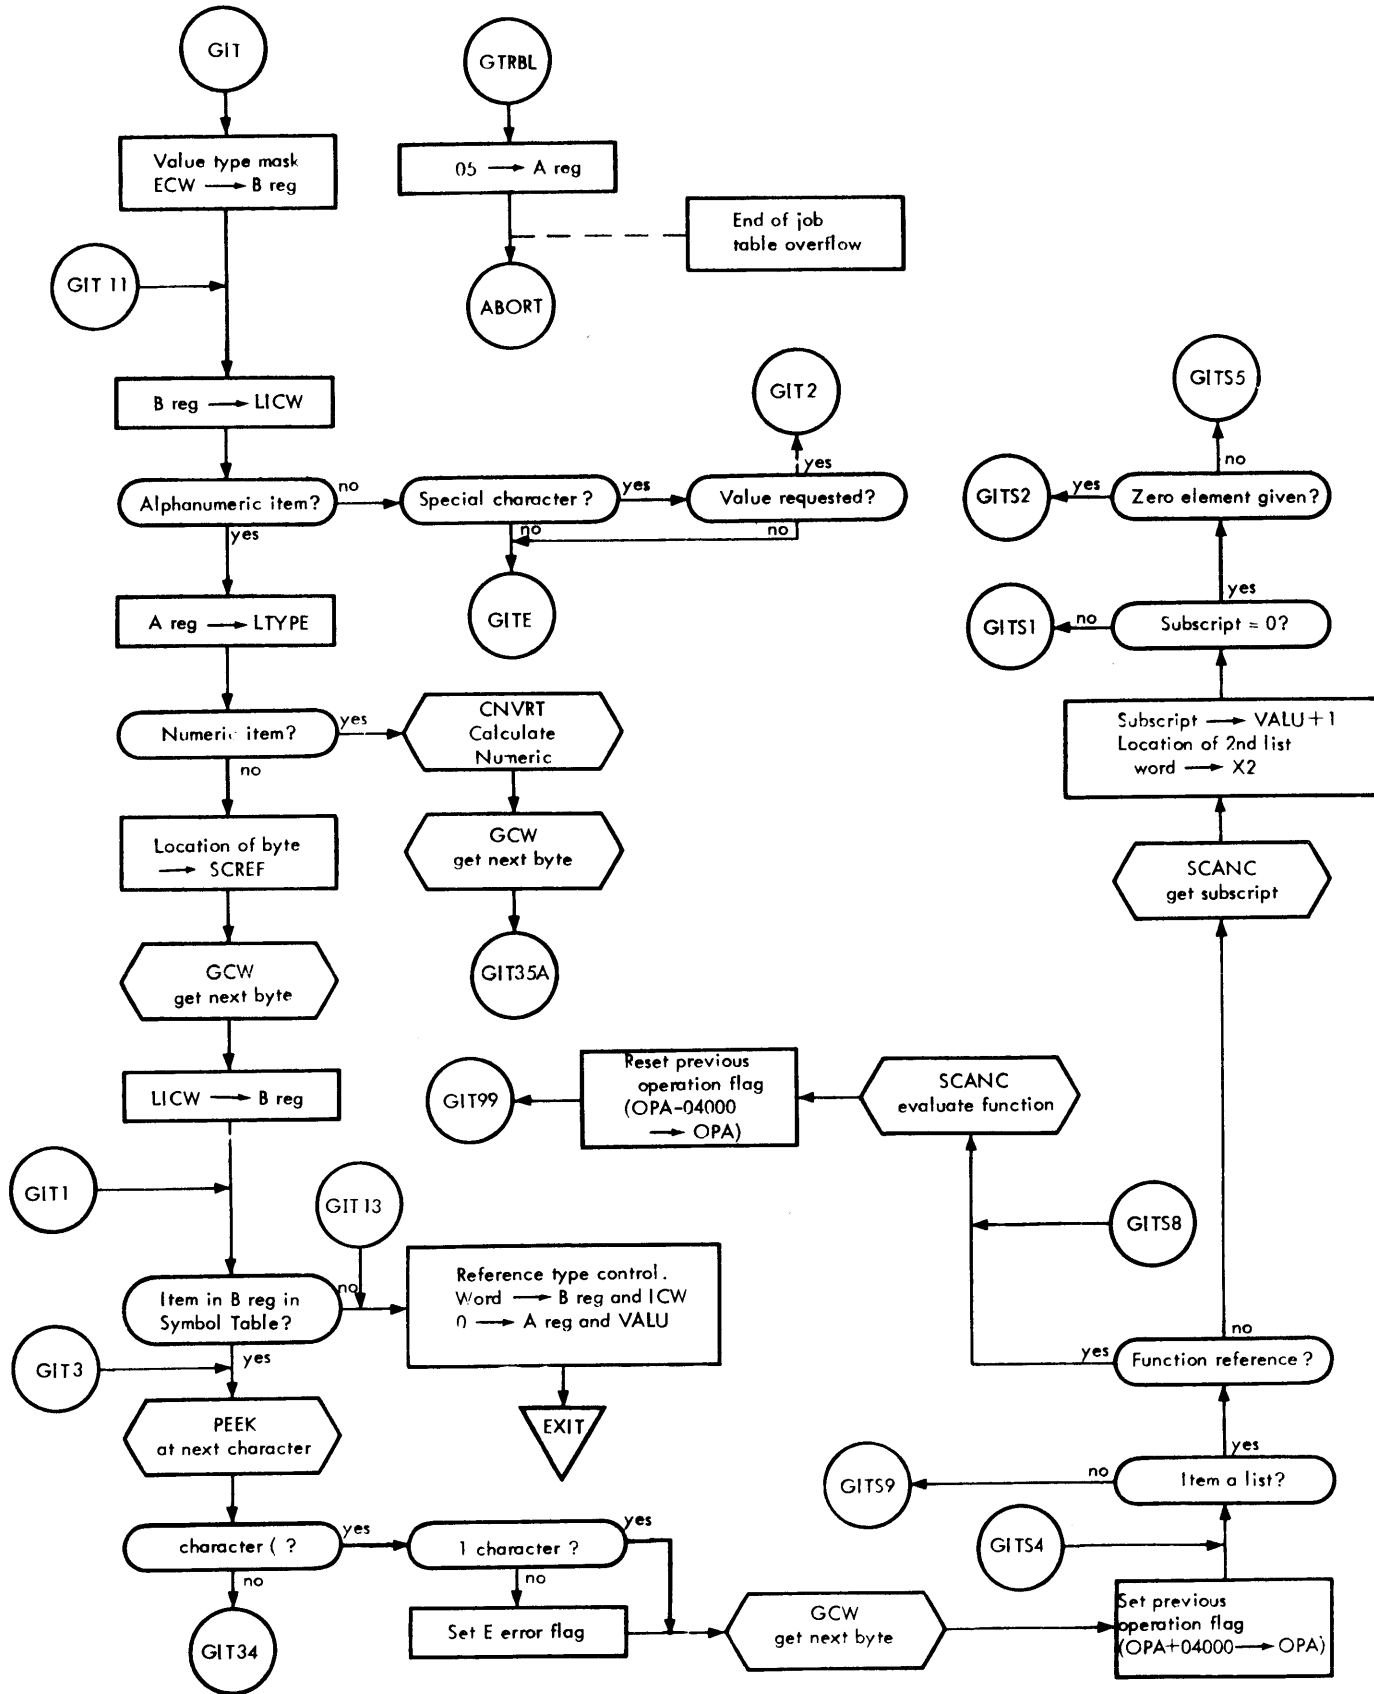 GIT
Value type mask
ECW → B reg
GIT 11
B reg → LICW
Alphanumeric item?
no
yes
A reg → LTYPE
Numeric item?
yes
no
Location of byte
→ SCREF
GCW
get next byte
LICW → B reg
GIT1
Item in B reg in
Symbol Table?
no
yes
GIT3
PEEK
at next character
character ( ?
yes
no
GIT34
GTRBL
05 → A reg
End of job
table overflow
ABORT
Special character ?
yes
no
Value requested?
yes
no
GIT2
GITE
CNVRT
Calculate
Numeric
GCW
get next byte
GIT35A
GIT 13
Reference type control.
Word → B reg and ICW
0 → A reg and VALU
EXIT
1 character ?
yes
no
Set E error flag
GCW
get next byte
Set previous
operation flag
(OPA+04000 → OPA)
GITS4
Item a list?
no
yes
GITS9
Function reference ?
yes
no
GITS8
SCANC
evaluate function
Reset previous
operation flag
(OPA-04000
→ OPA)
GIT99
SCANC
get subscript
Subscript → VALU+1
Location of 2nd list
word → X2
Subscript = 0?
no
yes
GITS1
Zero element given?
yes
no
GITS2
GITS5